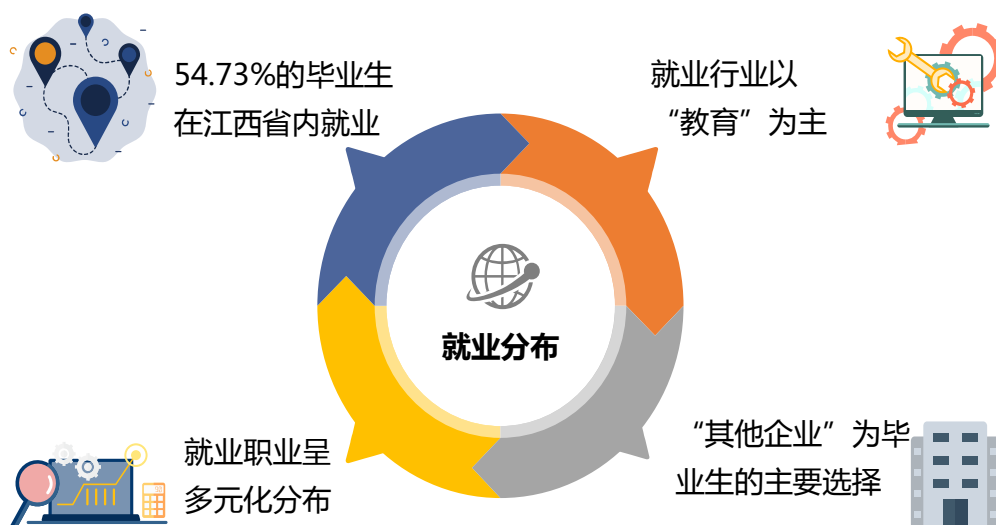 54.73%的毕业生
在江西省内就业
就业行业以
“教育”为主
就业分布
就业职业呈
多元化分布
“其他企业”为毕
业生的主要选择